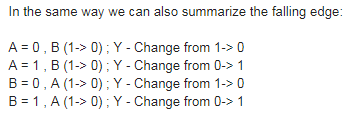 In the same way we can also summarize the falling edge:
A = 0 , B (1-> 0) ; Y - Change from 1-> 0
A = 1 , B (1-> 0) ; Y - Change from 0-> 1
B = 0 , A (1-> 0) ; Y - Change from 1-> 0
B = 1 , A (1-> 0) ; Y - Change from 0-> 1